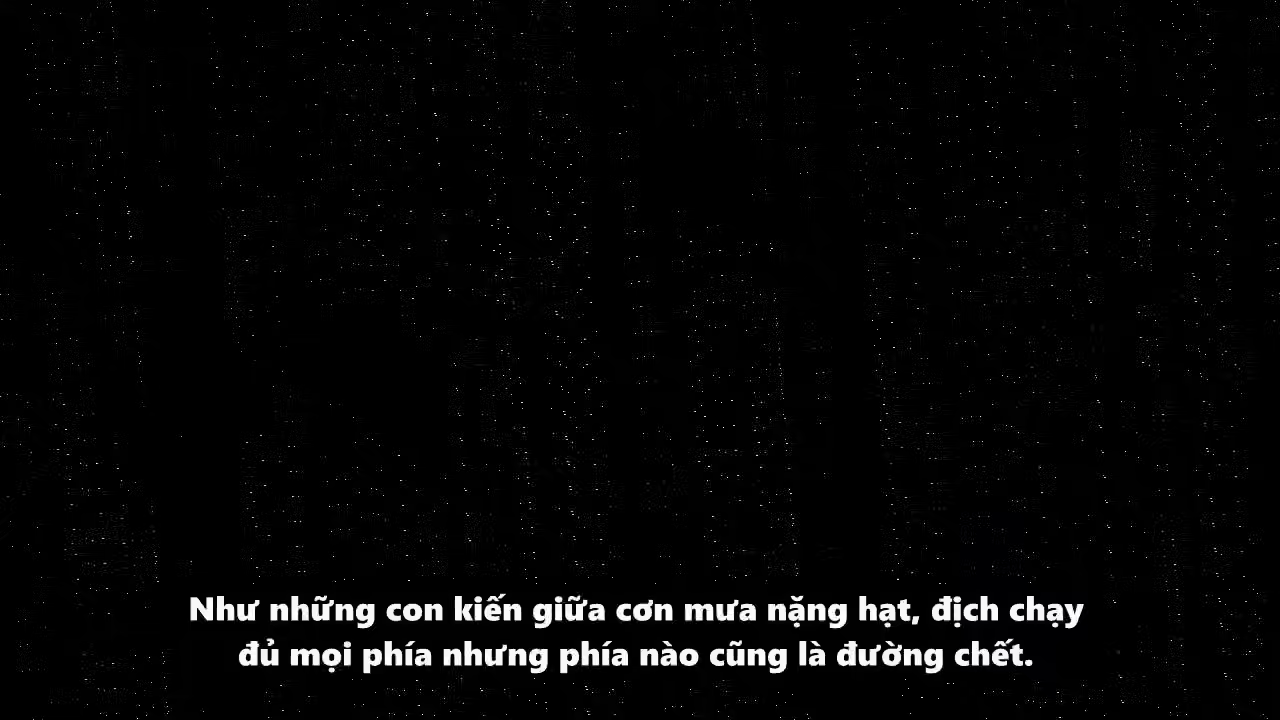 Như những con kiến giữa cơn mưa nặng hạt, địch chạy
đủ mọi phía nhưng phía nào cũng là đường chết.